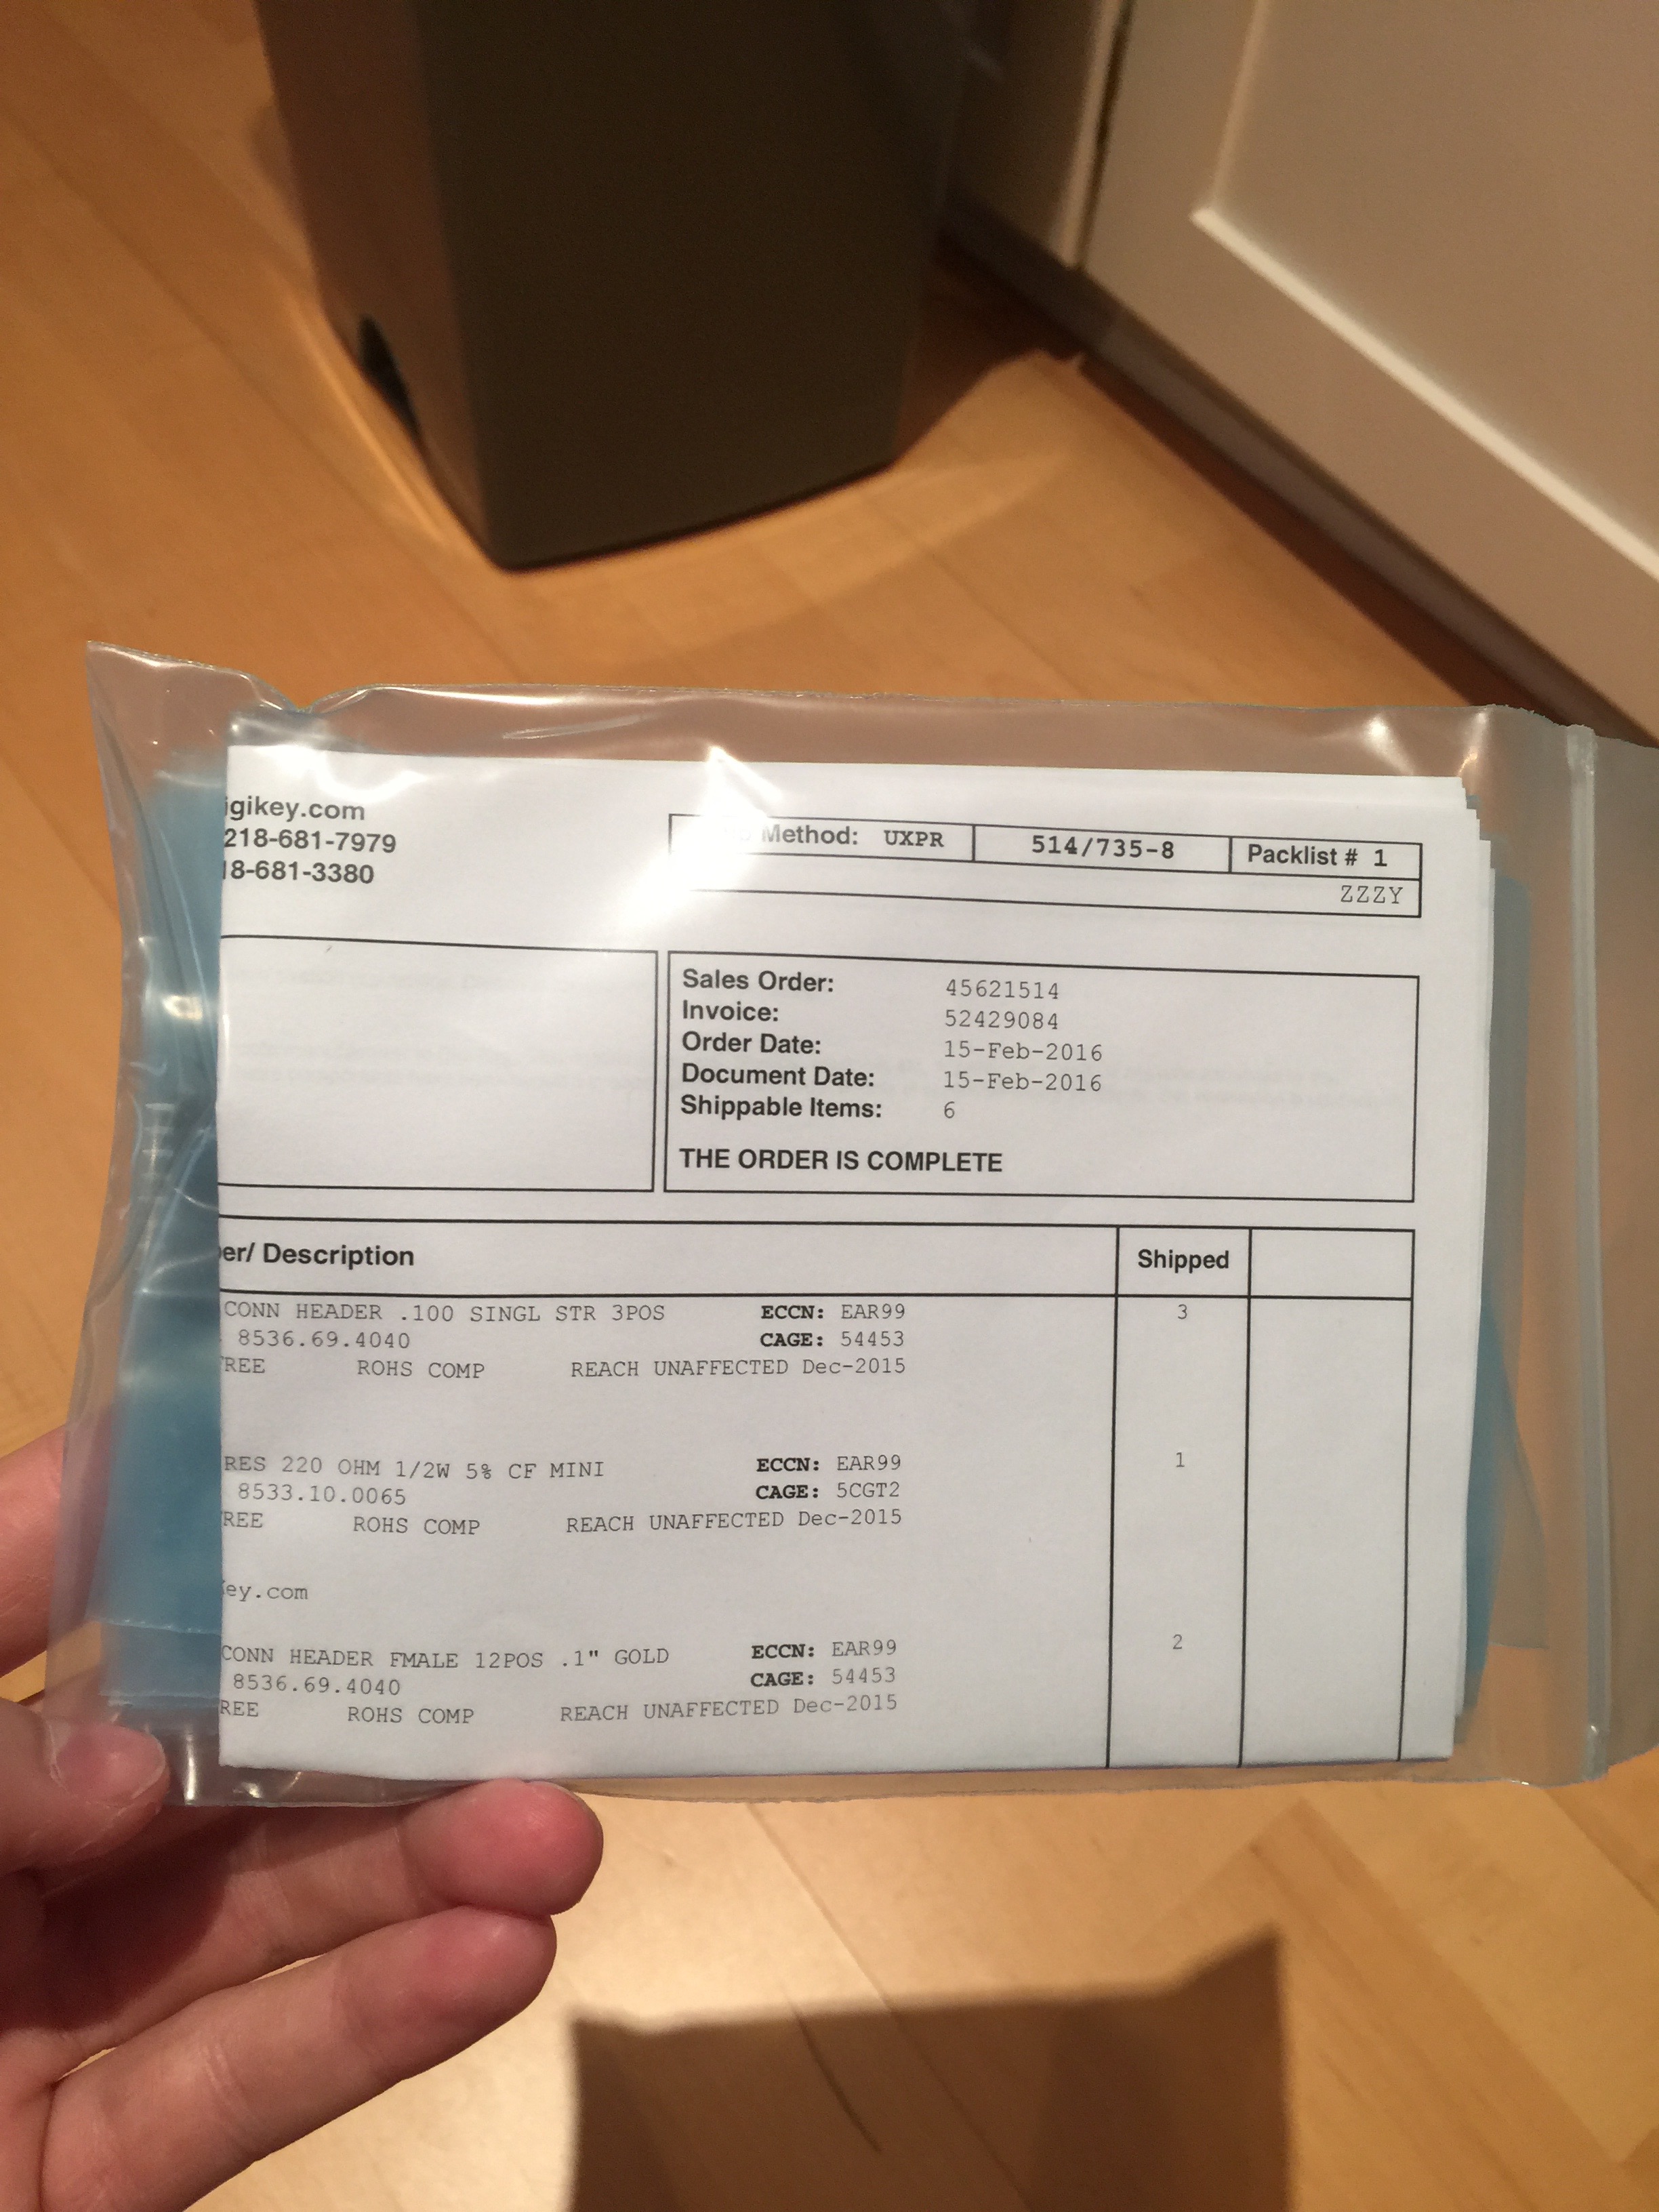 igikey.com
218-681-7979
18-681-3380
Method: UXPR 514/735-8 Packlist # 1
ZZZY
Sales Order: 45621514
Invoice: 52429084
Order Date: 15-Feb-2016
Document Date: 15-Feb-2016
Shippable Items: 6
THE ORDER IS COMPLETE
er/ Description Shipped
CONN HEADER .100 SINGL STR 3POS ECCN: EAR99 3
8536.69.4040 CAGE: 54453
REE ROHS COMP REACH UNAFFECTED Dec-2015
RES 220 OHM 1/2W 5% CF MINI ECCN: EAR99 1
8533.10.0065 CAGE: 5CGT2
REE ROHS COMP REACH UNAFFECTED Dec-2015
ey.com
CONN HEADER FMALE 12POS .1" GOLD ECCN: EAR99 2
8536.69.4040 CAGE: 54453
REE ROHS COMP REACH UNAFFECTED Dec-2015